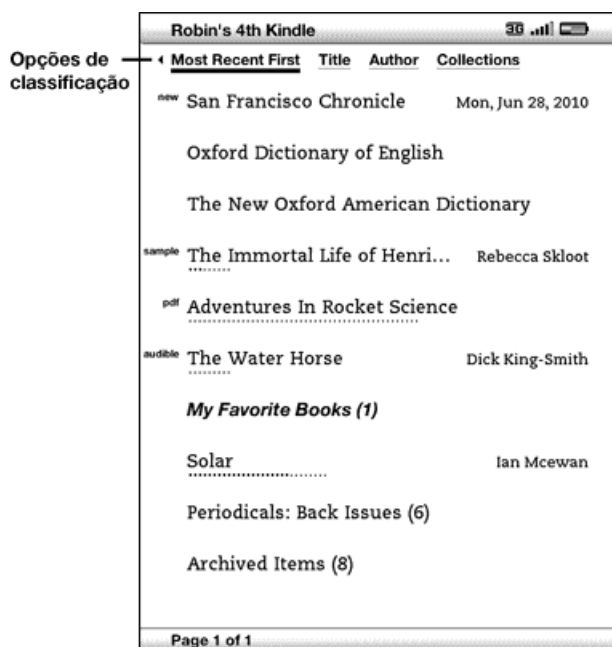 Robin's 4th Kindle 3G
Opções de classificação
Most Recent First Title Author Collections
new San Francisco Chronicle Mon, Jun 28, 2010
Oxford Dictionary of English
The New Oxford American Dictionary
sample The Immortal Life of Henri... Rebecca Skloot
pdf Adventures In Rocket Science
audible The Water Horse Dick King-Smith
My Favorite Books (1)
Solar Ian Mcewan
Periodicals: Back Issues (6)
Archived Items (8)
Page 1 of 1